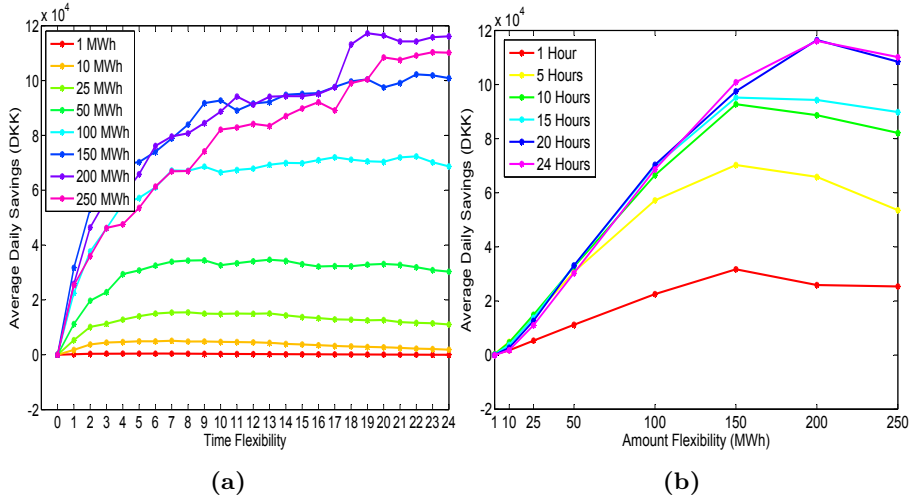 x 10^4
12
10
8
6
4
2
0
-2
Average Daily Savings (DKK)
1 MWh
10 MWh
25 MWh
50 MWh
100 MWh
150 MWh
200 MWh
250 MWh
0 1 2 3 4 5 6 7 8 9 10 11 12 13 14 15 16 17 18 19 20 21 22 23 24
Time Flexibility
(a)
x 10^4
12
10
8
6
4
2
0
-2
Average Daily Savings (DKK)
1 Hour
5 Hours
10 Hours
15 Hours
20 Hours
24 Hours
1 10 25 50 100 150 200 250
Amount Flexibility (MWh)
(b)